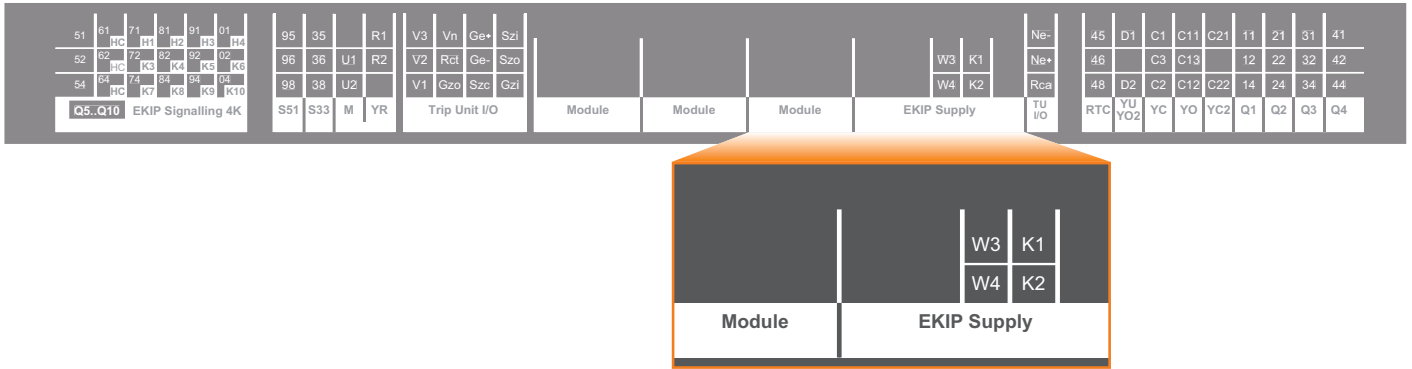 51 61 HC 71 H1 81 H2 91 H3 01 H4
52 62 HC 72 K3 82 K4 92 K5 02 K6
54 64 HC 74 K7 84 K8 94 K9 04 K10
Q5..Q10 EKIP Signalling 4K
95 35 R1
96 36 U1 R2
98 38 U2
S51 S33 M YR
V3 Vn Ge+ Szi
V2 Rct Ge- Szo
V1 Gzo Szc Gzi
Trip Unit I/O
Module
Module
Module
W3 K1
W4 K2
EKIP Supply
Ne-
Ne+
Rca
TU
I/O
45 D1 C1 C11 C21 11 21 31 41
46 C3 C13 12 22 32 42
48 D2 C2 C12 C22 14 24 34 44
RTC YU YO2 YC YO YC2 Q1 Q2 Q3 Q4
W3 K1
W4 K2
Module EKIP Supply